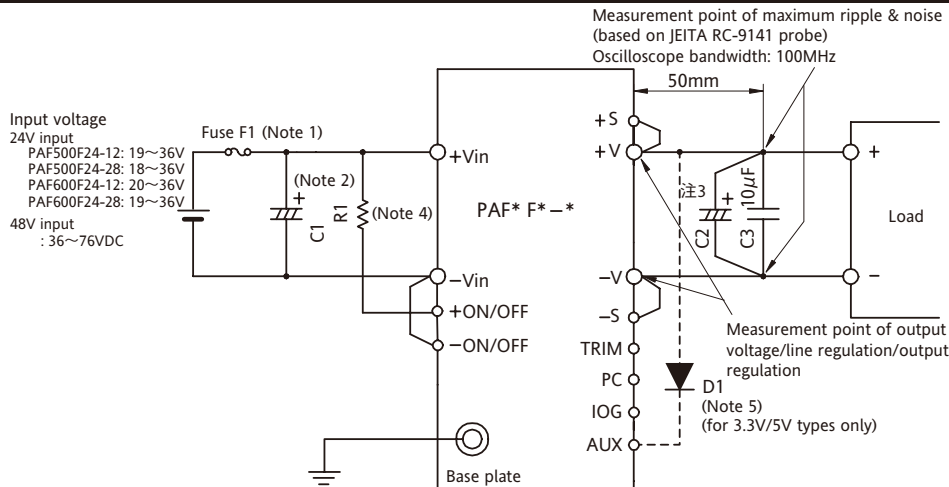 Measurement point of maximum ripple & noise
(based on JEITA RC-9141 probe)
Oscilloscope bandwidth: 100MHz
50mm
Input voltage
24V input
PAF500F24-12: 19～36V
PAF500F24-28: 18～36V
PAF600F24-12: 20～36V
PAF600F24-28: 19～36V
48V input
: 36～76VDC
Fuse F1 (Note 1)
(Note 2)
+
C1
R1
(Note 4)
+Vin
−Vin
+ON/OFF
−ON/OFF
PAF* F*−*
Base plate
+S
+V
−V
−S
TRIM
PC
IOG
AUX
注3
+
C2
10μF
C3
+
Load
−
Measurement point of output
voltage/line regulation/output
regulation
D1
(Note 5)
(for 3.3V/5V types only)